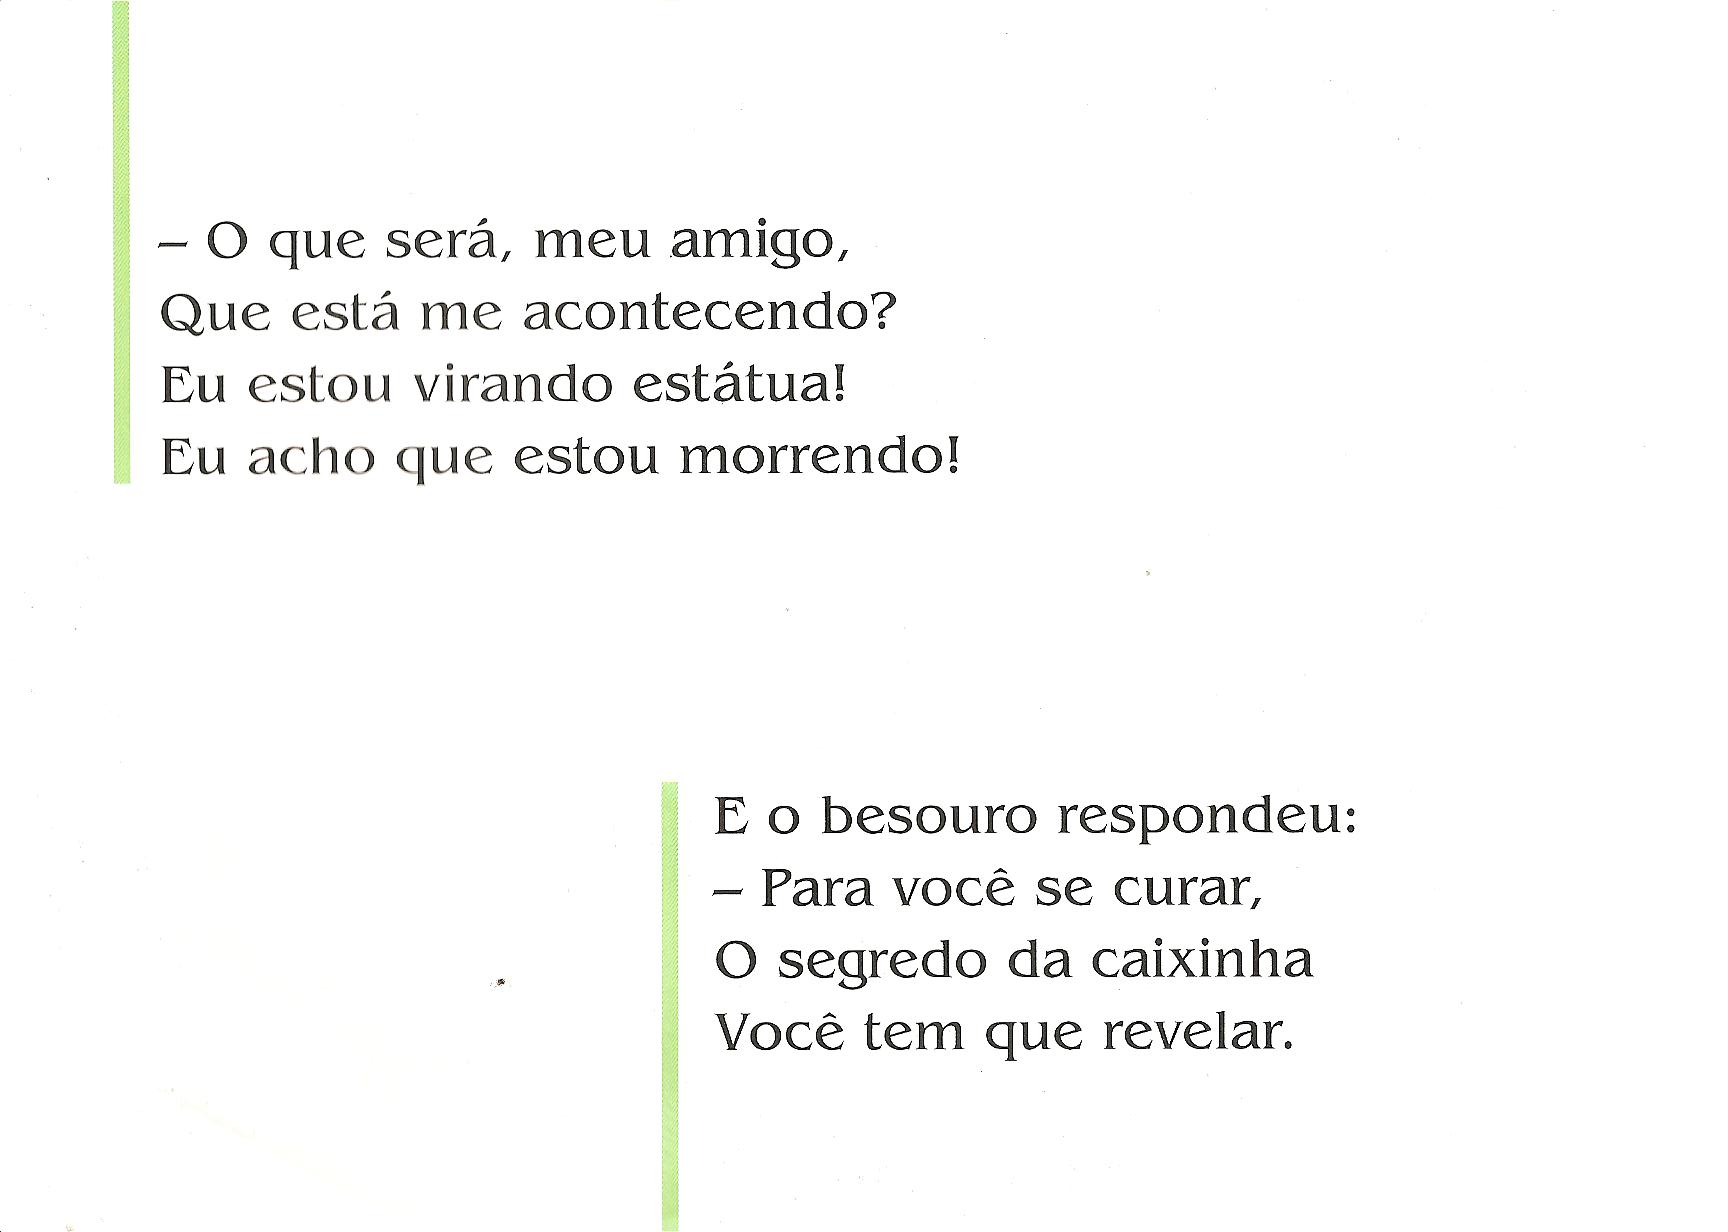 – O que será, meu amigo,
Que está me acontecendo?
Eu estou virando estátua!
Eu acho que estou morrendo!
E o besouro respondeu:
– Para você se curar,
O segredo da caixinha
Você tem que revelar.